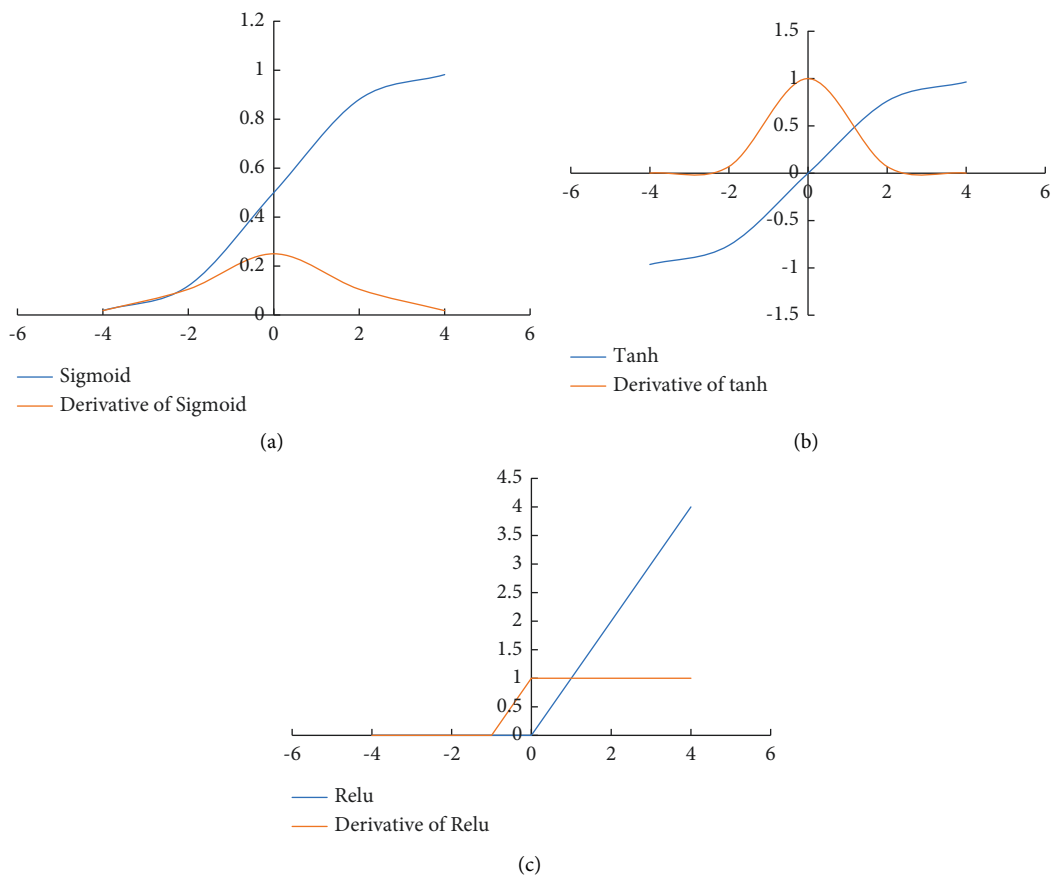 1.2
1
0.8
0.6
0.4
0.2
0
-6 -4 -2 0 2 4 6
Sigmoid
Derivative of Sigmoid
(a)
1.5
1
0.5
0
-6 -4 -2 0 2 4 6
-0.5
-1
-1.5
Tanh
Derivative of tanh
(b)
4.5
4
3.5
3
2.5
2
1.5
1
0.5
0
-6 -4 -2 0 2 4 6
Relu
Derivative of Relu
(c)